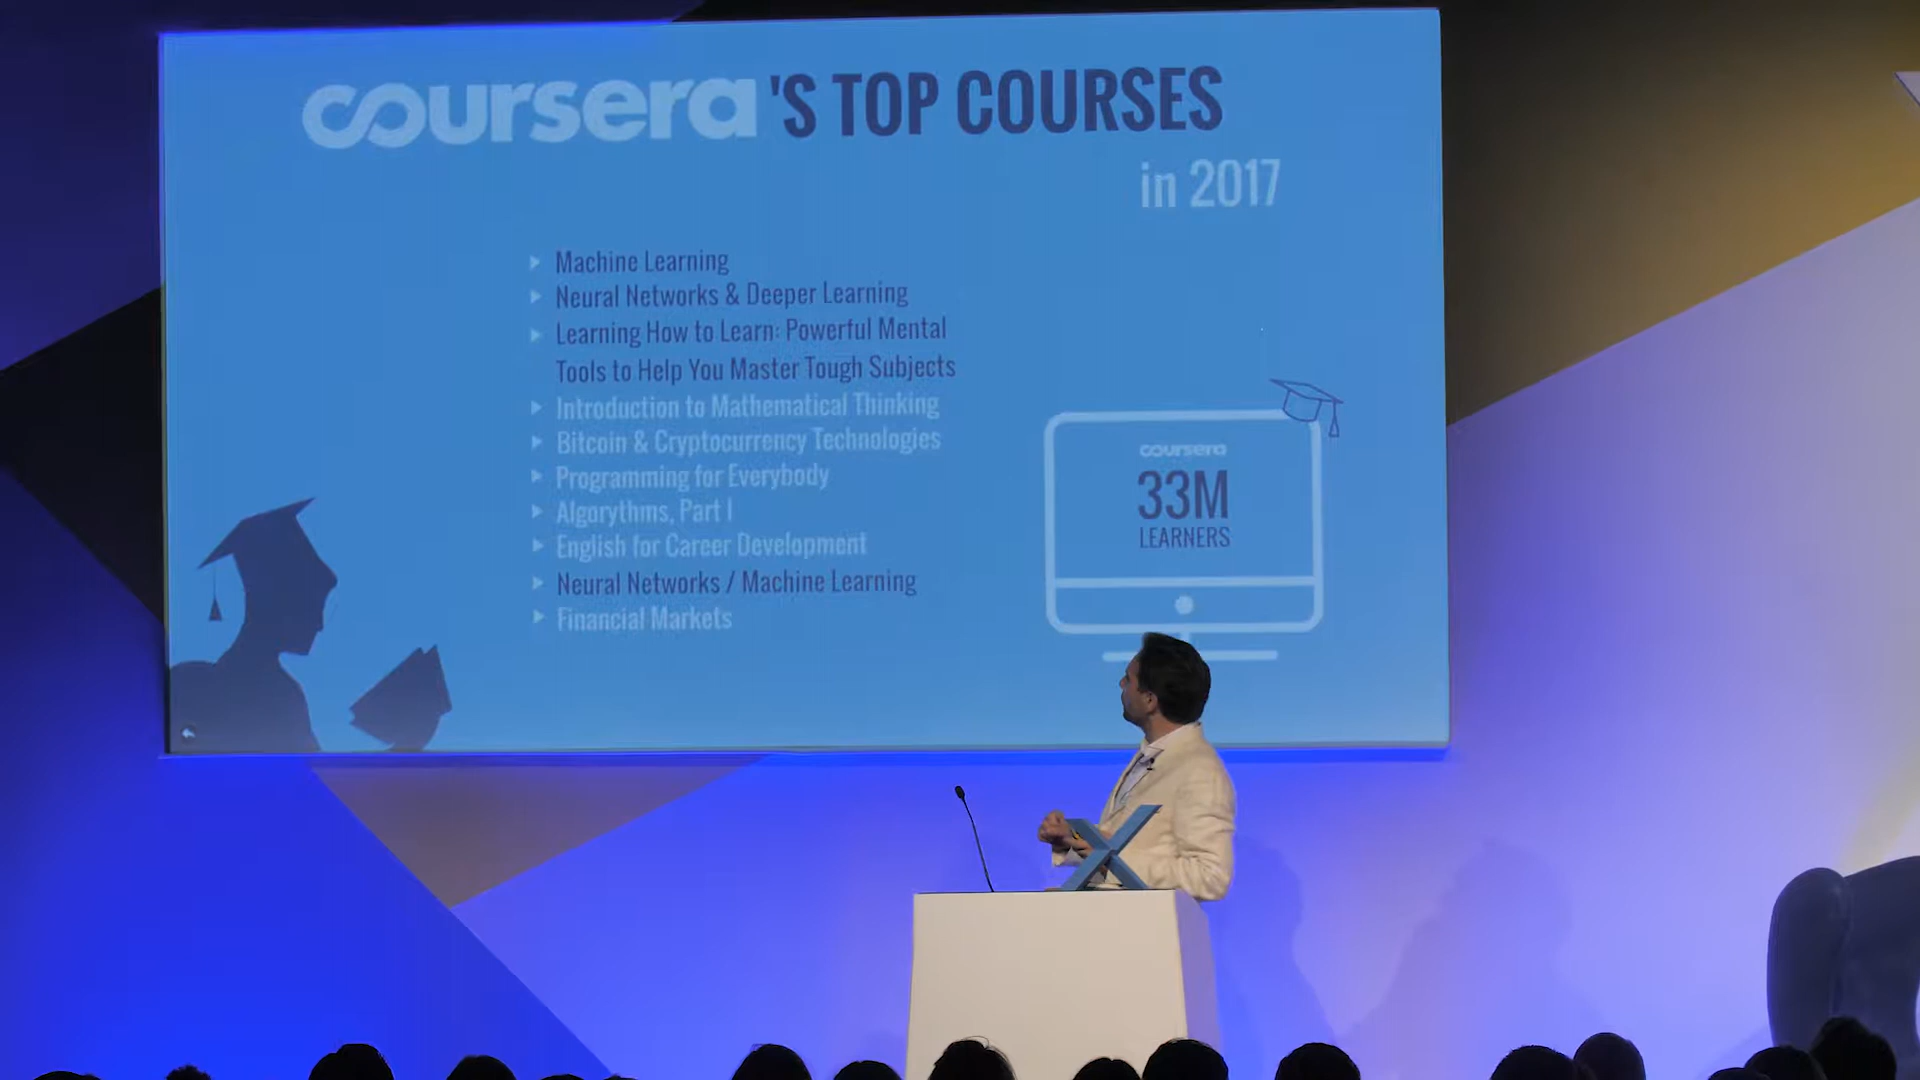 coursera 'S TOP COURSES
in 2017
Machine Learning
Neural Networks & Deeper Learning
Learning How to Learn: Powerful Mental
Tools to Help You Master Tough Subjects
Introduction to Mathematical Thinking
Bitcoin & Cryptocurrency Technologies
Programming for Everybody
Algorythms, Part I
English for Career Development
Neural Networks / Machine Learning
Financial Markets
coursera
33M
LEARNERS
X